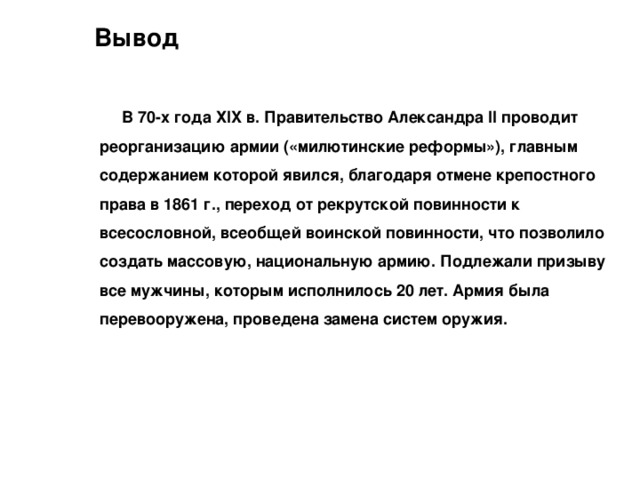 Вывод
В 70-х года XIX в. Правительство Александра II проводит
реорганизацию армии («милютинские реформы»), главным
содержанием которой явился, благодаря отмене крепостного
права в 1861 г., переход от рекрутской повинности к
всесословной, всеобщей воинской повинности, что позволило
создать массовую, национальную армию. Подлежали призыву
все мужчины, которым исполнилось 20 лет. Армия была
перевооружена, проведена замена систем оружия.